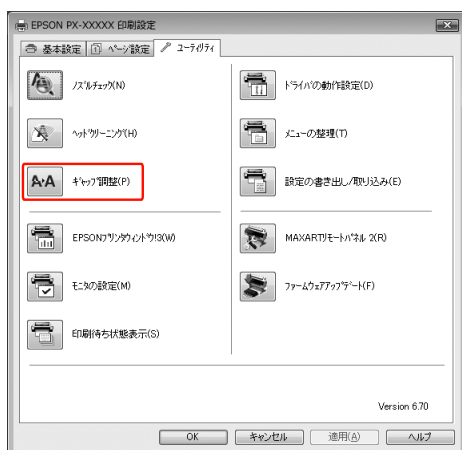 EPSON PX-XXXXX 印刷設定
基本設定 ページ設定 ユーティリティ
ノズルチェック(N)
ドライバの動作設定(D)
ヘッドクリーニング(H)
メニューの整理(T)
ギャップ調整(P)
設定の書き出し/取り込み(E)
EPSONプリンタウィンドウ!3(W)
MAXARTリモートパネル 2(R)
モニタの設定(M)
ファームウェアアップデート(F)
印刷待ち状態表示(S)
Version 6.70
OK キャンセル 適用(A) ヘルプ